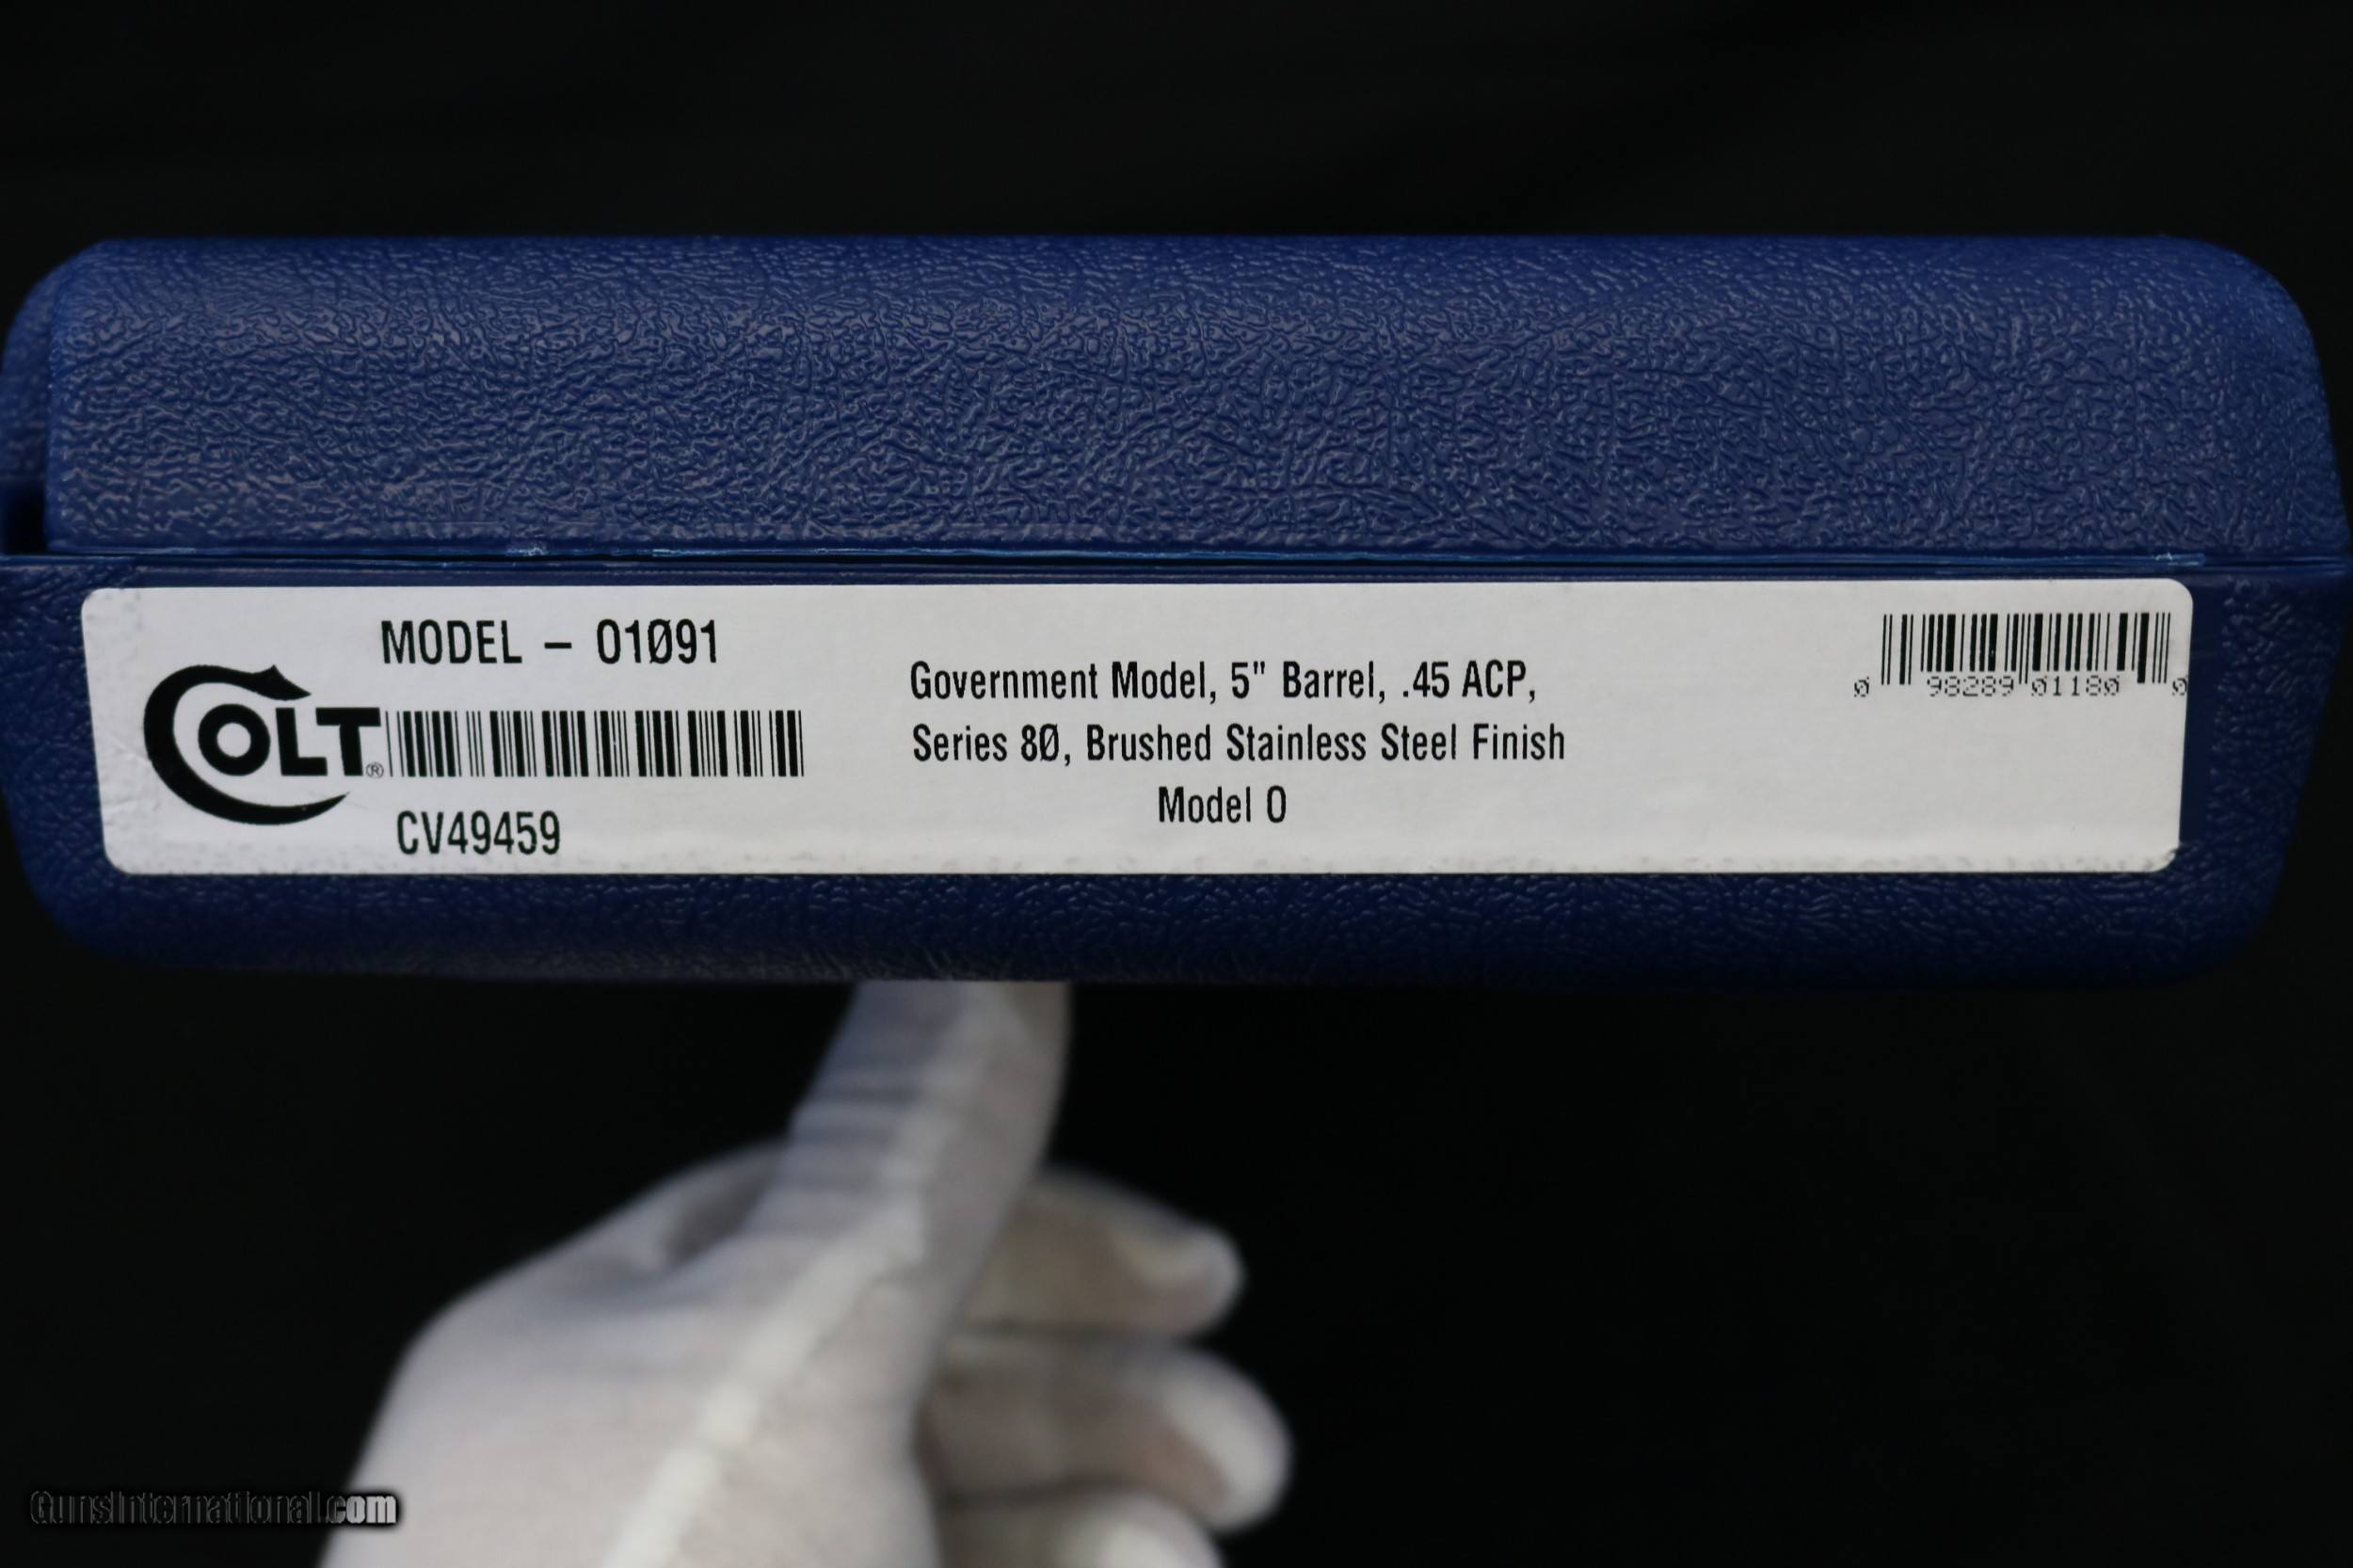 MODEL – 01Ø91
COLT®
CV49459
Government Model, 5" Barrel, .45 ACP,
Series 8Ø, Brushed Stainless Steel Finish
Model O
Ø 98289 Ø118Ø Ø
GunsInternational.com